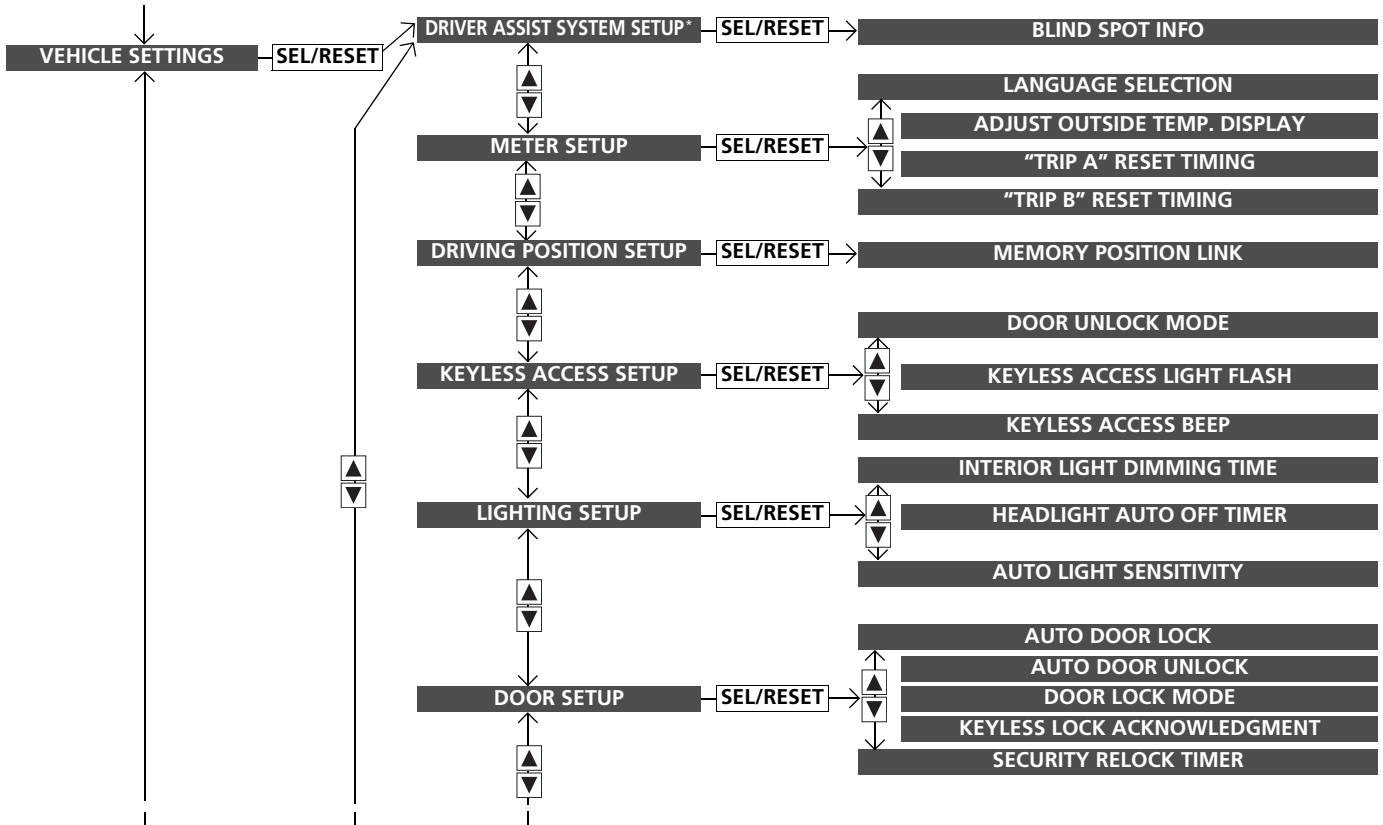 DRIVER ASSIST SYSTEM SETUP* SEL/RESET BLIND SPOT INFO
VEHICLE SETTINGS SEL/RESET
LANGUAGE SELECTION
ADJUST OUTSIDE TEMP. DISPLAY
METER SETUP SEL/RESET
“TRIP A” RESET TIMING
“TRIP B” RESET TIMING
DRIVING POSITION SETUP SEL/RESET MEMORY POSITION LINK
DOOR UNLOCK MODE
KEYLESS ACCESS SETUP SEL/RESET KEYLESS ACCESS LIGHT FLASH
KEYLESS ACCESS BEEP
INTERIOR LIGHT DIMMING TIME
LIGHTING SETUP SEL/RESET HEADLIGHT AUTO OFF TIMER
AUTO LIGHT SENSITIVITY
AUTO DOOR LOCK
AUTO DOOR UNLOCK
DOOR SETUP SEL/RESET DOOR LOCK MODE
KEYLESS LOCK ACKNOWLEDGMENT
SECURITY RELOCK TIMER